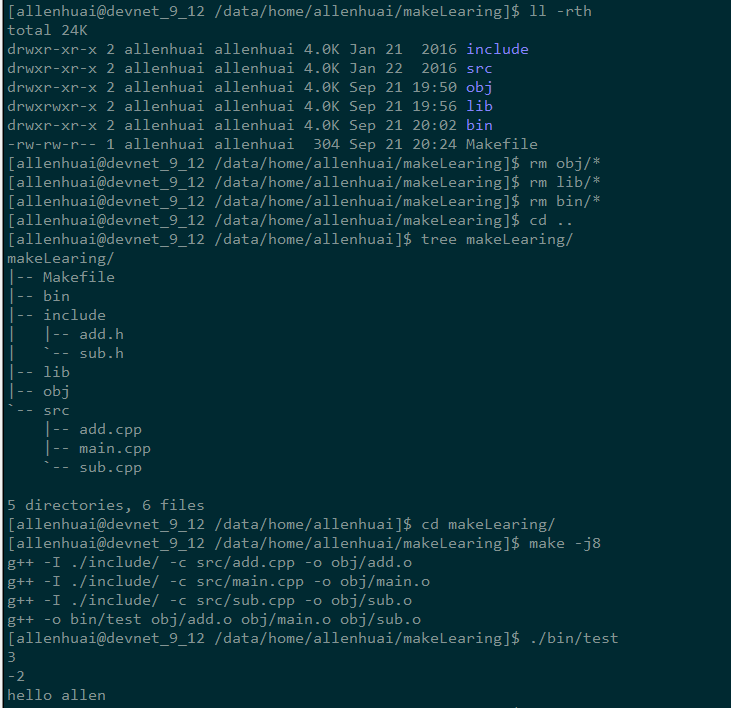 [allenhuai@devnet_9_12 /data/home/allenhuai/makeLearing]$ ll -rth
total 24K
drwxr-xr-x 2 allenhuai allenhuai 4.0K Jan 21  2016 include
drwxr-xr-x 2 allenhuai allenhuai 4.0K Jan 22  2016 src
drwxr-xr-x 2 allenhuai allenhuai 4.0K Sep 21 19:50 obj
drwxrwxr-x 2 allenhuai allenhuai 4.0K Sep 21 19:56 lib
drwxr-xr-x 2 allenhuai allenhuai 4.0K Sep 21 20:02 bin
-rw-rw-r-- 1 allenhuai allenhuai  304 Sep 21 20:24 Makefile
[allenhuai@devnet_9_12 /data/home/allenhuai/makeLearing]$ rm obj/*
[allenhuai@devnet_9_12 /data/home/allenhuai/makeLearing]$ rm lib/*
[allenhuai@devnet_9_12 /data/home/allenhuai/makeLearing]$ rm bin/*
[allenhuai@devnet_9_12 /data/home/allenhuai/makeLearing]$ cd ..
[allenhuai@devnet_9_12 /data/home/allenhuai]$ tree makeLearing/
makeLearing/
|-- Makefile
|-- bin
|-- include
|   |-- add.h
|   `-- sub.h
|-- lib
|-- obj
`-- src
    |-- add.cpp
    |-- main.cpp
    `-- sub.cpp

5 directories, 6 files
[allenhuai@devnet_9_12 /data/home/allenhuai]$ cd makeLearing/
[allenhuai@devnet_9_12 /data/home/allenhuai/makeLearing]$ make -j8
g++ -I ./include/ -c src/add.cpp -o obj/add.o
g++ -I ./include/ -c src/main.cpp -o obj/main.o
g++ -I ./include/ -c src/sub.cpp -o obj/sub.o
g++ -o bin/test obj/add.o obj/main.o obj/sub.o
[allenhuai@devnet_9_12 /data/home/allenhuai/makeLearing]$ ./bin/test
3
-2
hello allen